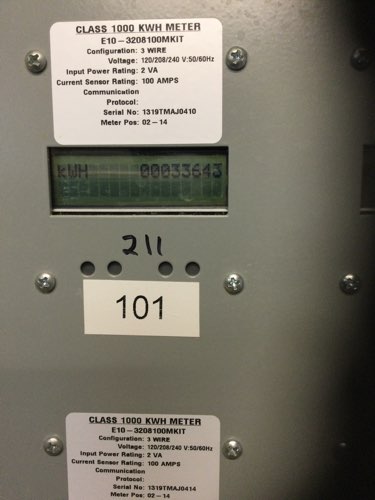 CLASS 1000 KWH METER
E10-3208100MKIT
Configuration: 3 WIRE
Voltage: 120/208/240 V:50/60Hz
Input Power Rating: 2 VA
Current Sensor Rating: 100 AMPS
Communication
Protocol:
Serial No: 1319TMAJ0410
Meter Pos: 02-14
KWH 00033643
211
101
CLASS 1000 KWH METER
E10-3208100MKIT
Configuration: 3 WIRE
Voltage: 120/208/240 V:50/60Hz
Input Power Rating: 2 VA
Current Sensor Rating: 100 AMPS
Communication
Protocol:
Serial No: 1319TMAJ0414
Meter Pos: 02-14